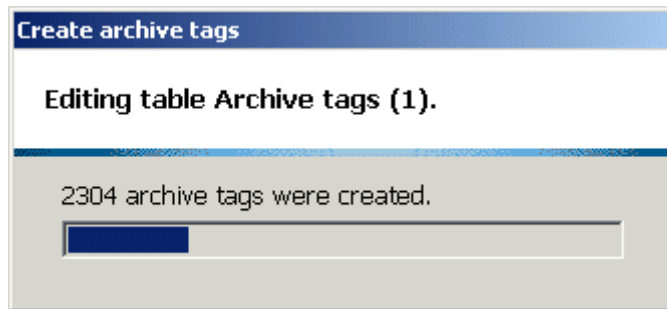 Create archive tags
Editing table Archive tags (1).
2304 archive tags were created.